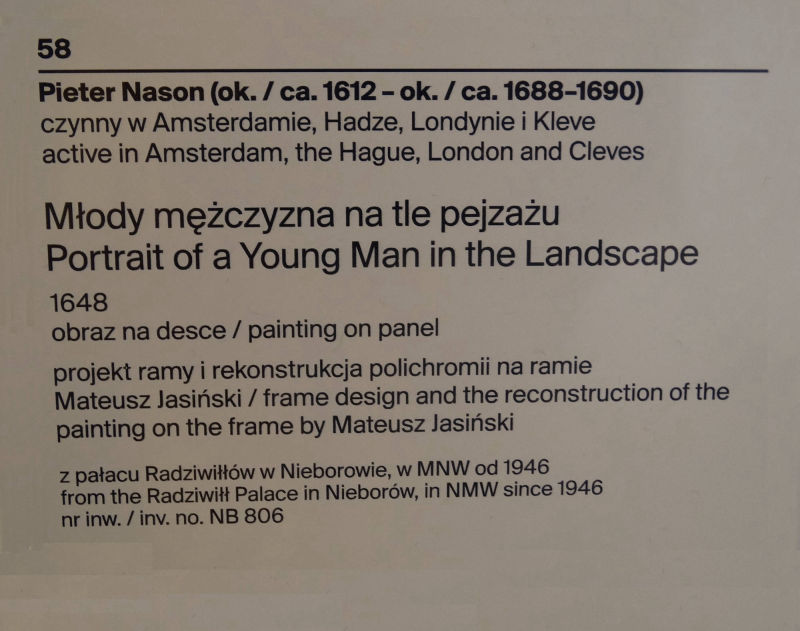 58
Pieter Nason (ok. / ca. 1612 – ok. / ca. 1688–1690)
czynny w Amsterdamie, Hadze, Londynie i Kleve
active in Amsterdam, the Hague, London and Cleves
Młody mężczyzna na tle pejzażu
Portrait of a Young Man in the Landscape
1648
obraz na desce / painting on panel
projekt ramy i rekonstrukcja polichromii na ramie
Mateusz Jasiński / frame design and the reconstruction of the
painting on the frame by Mateusz Jasiński
z pałacu Radziwiłłów w Nieborowie, w MNW od 1946
from the Radziwiłł Palace in Nieborów, in NMW since 1946
nr inw. / inv. no. NB 806